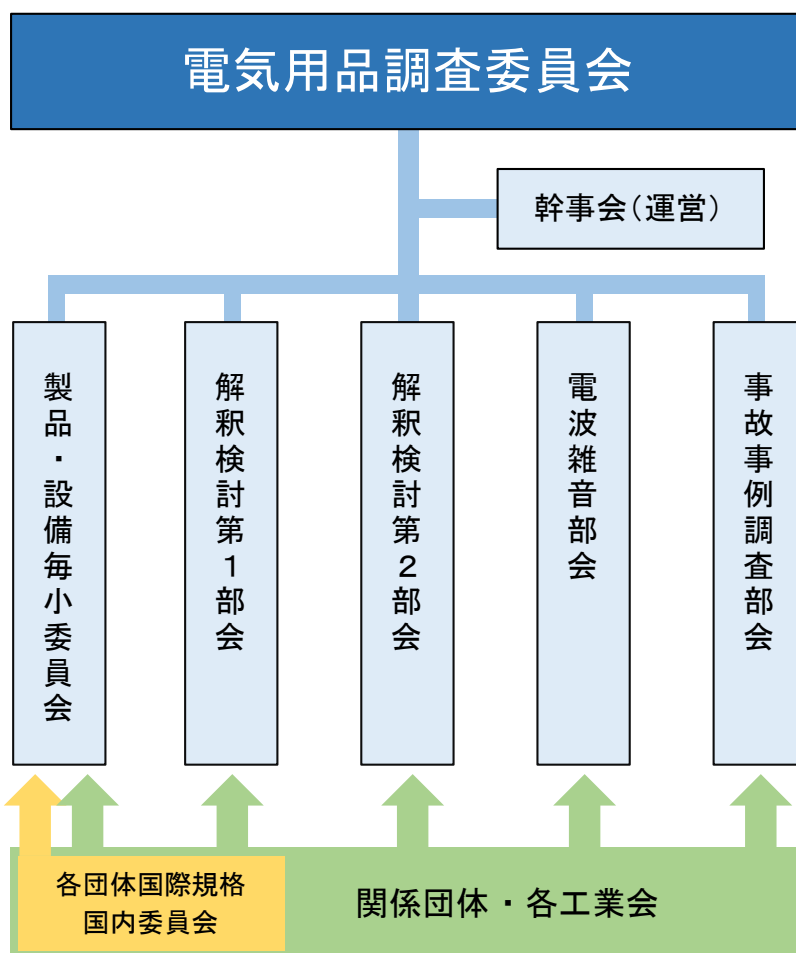 電気用品調査委員会
幹事会（運営）
製品・設備毎小委員会
解釈検討第１部会
解釈検討第２部会
電波雑音部会
事故事例調査部会
各団体国際規格
国内委員会
関係団体・各工業会